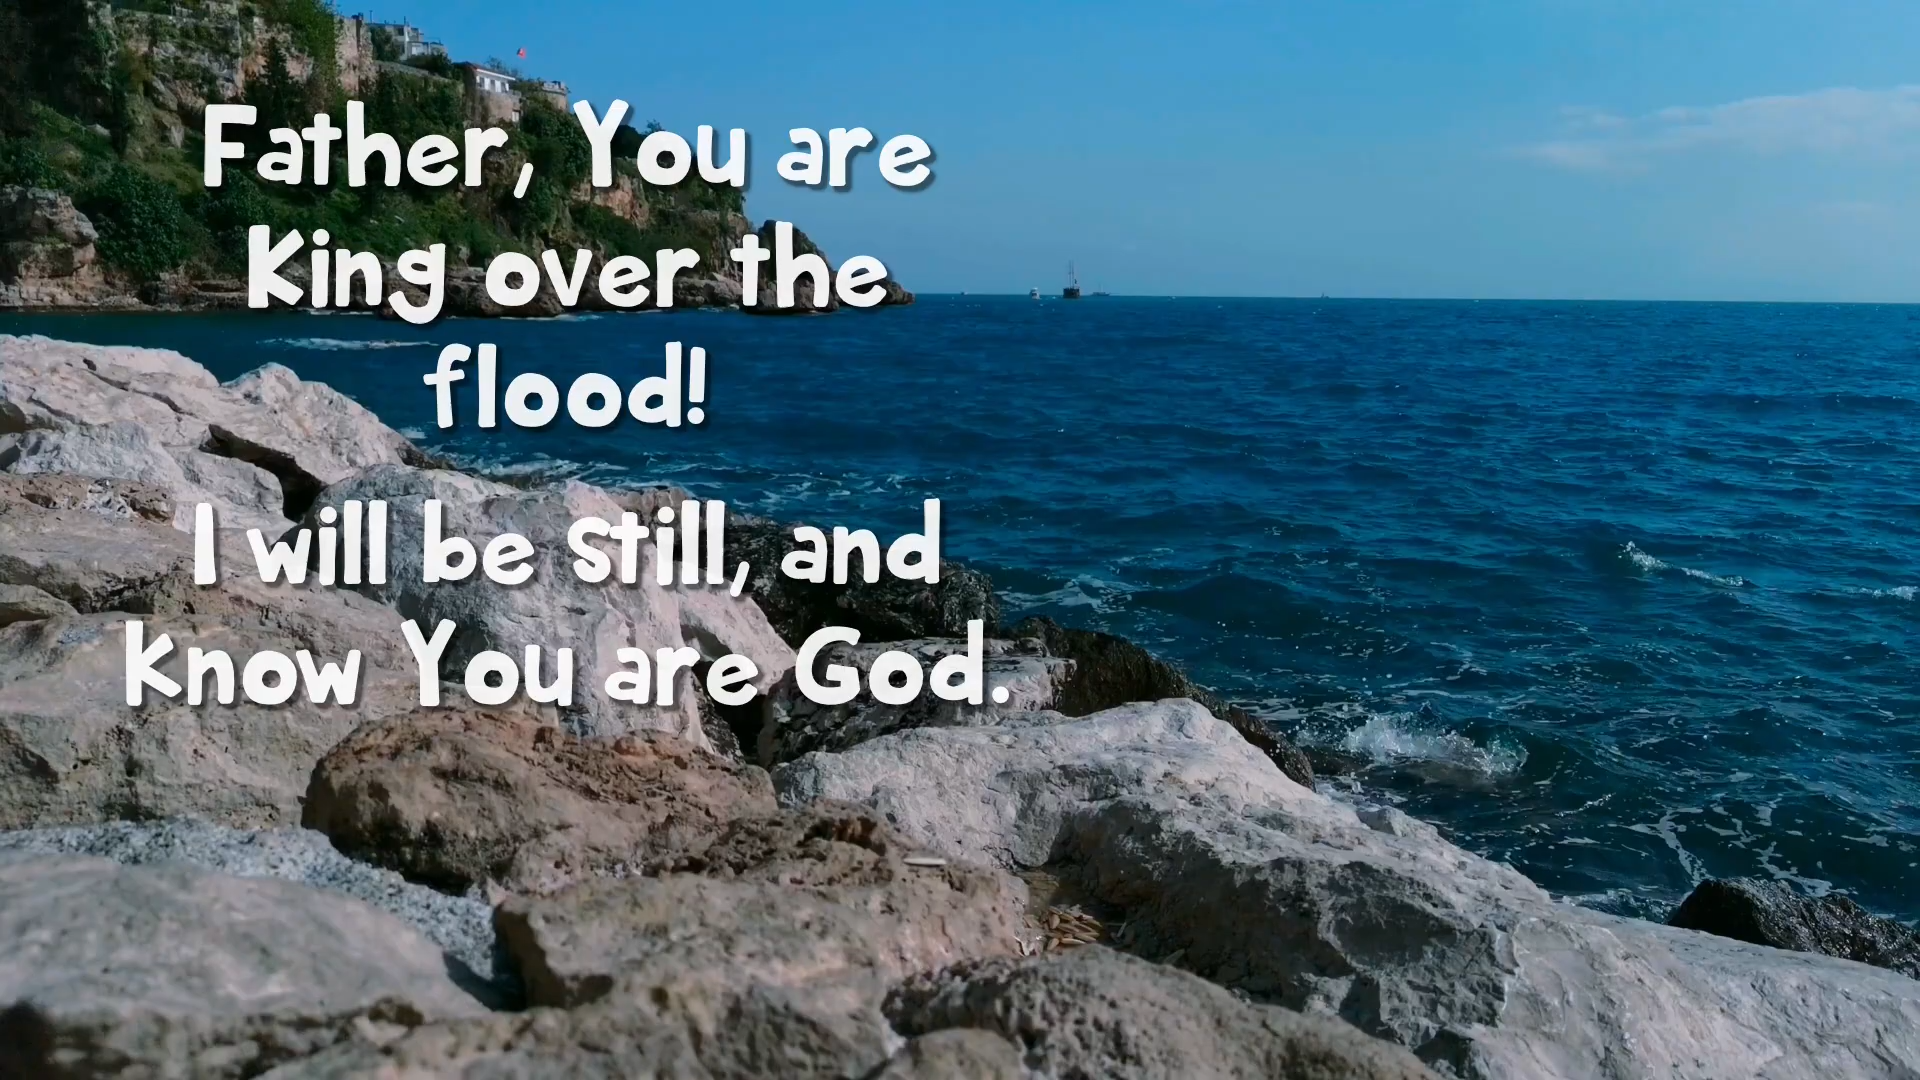 Father, You are
King over the
flood!
I will be still, and
know You are God.